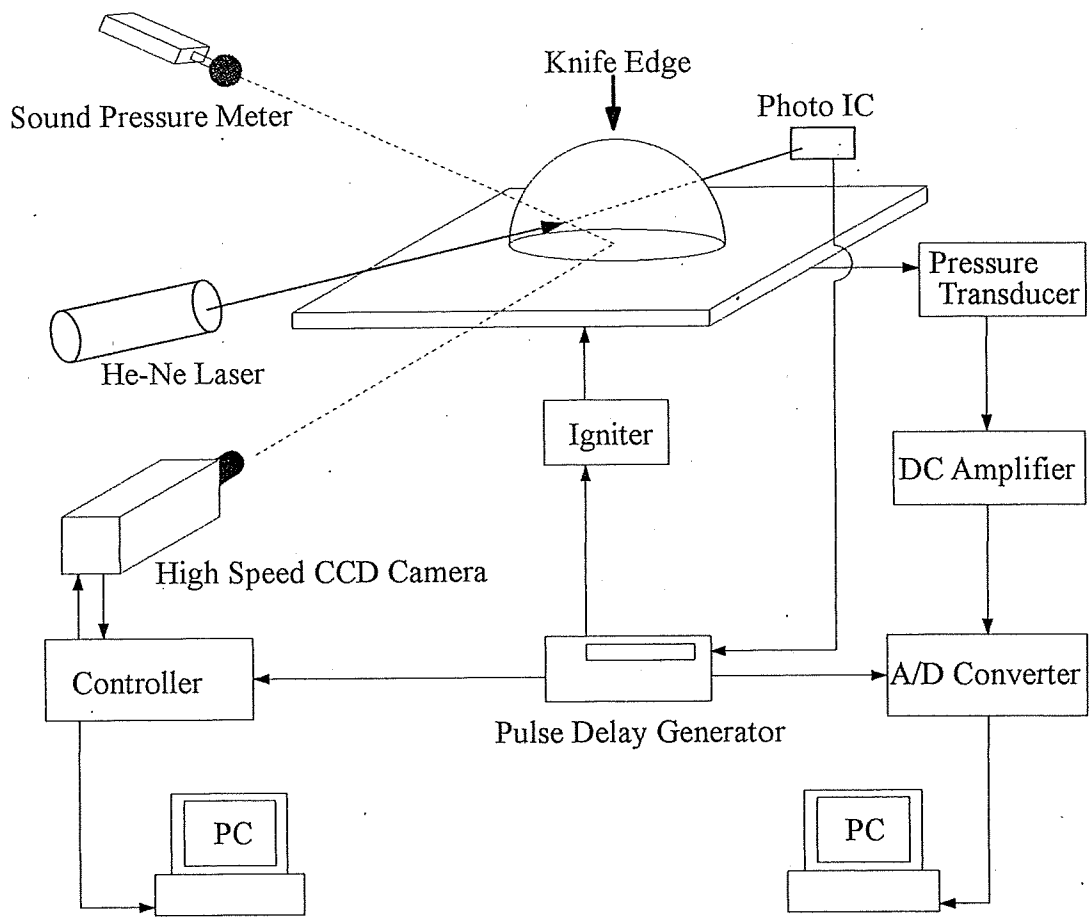 Knife Edge
Photo IC
Sound Pressure Meter
Pressure
Transducer
He-Ne Laser
Igniter
DC Amplifier
High Speed CCD Camera
Controller
A/D Converter
Pulse Delay Generator
PC
PC